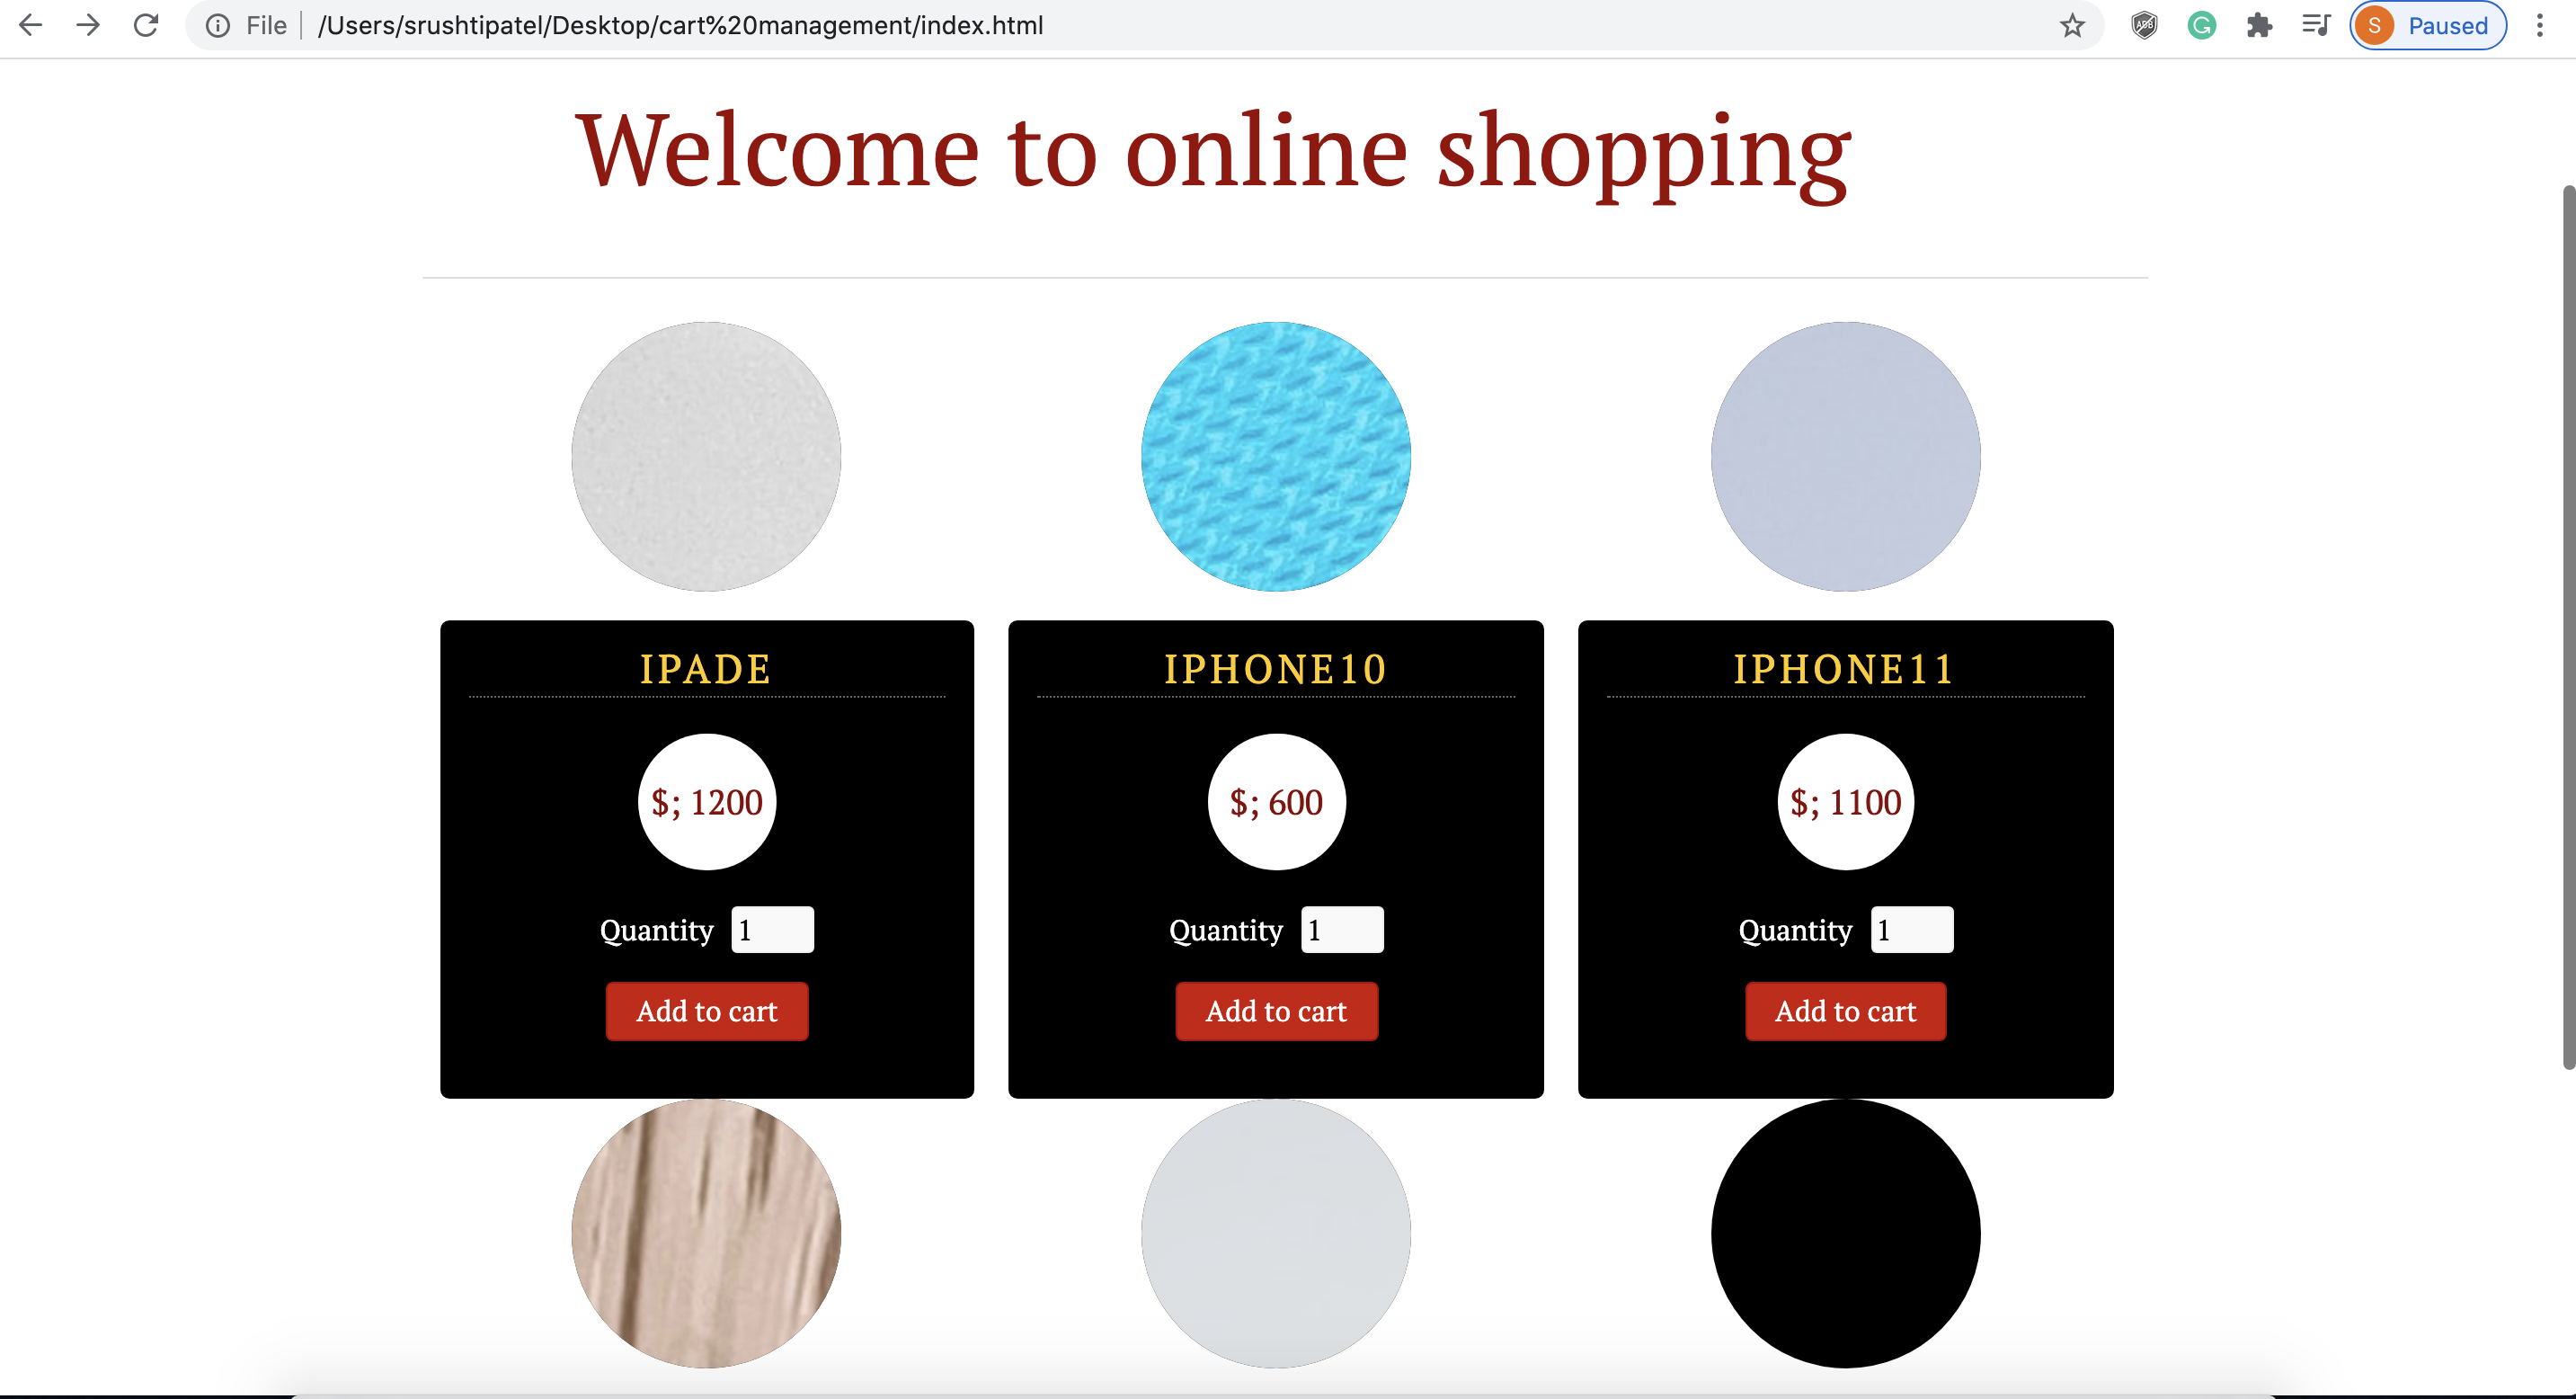 File /Users/srushtipatel/Desktop/cart%20management/index.html ADB G S Paused
Welcome to online shopping
IPADE
$; 1200
Quantity 1
Add to cart
IPHONE10
$; 600
Quantity 1
Add to cart
IPHONE11
$; 1100
Quantity 1
Add to cart